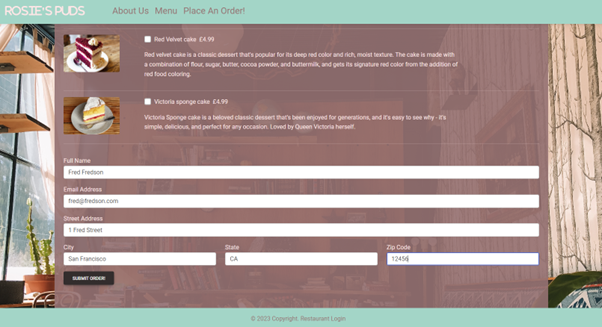 ROSIE'S PUDS
About Us Menu Place An Order!
Red Velvet cake £4.99
Red velvet cake is a classic dessert that's popular for its deep red color and rich, moist texture. The cake is made with
a combination of flour, sugar, butter, cocoa powder, and buttermilk, and gets its signature red color from the addition of
red food coloring.
Victoria sponge cake £4.99
Victoria Sponge cake is a beloved classic dessert that's been enjoyed for generations, and it's easy to see why - it's
simple, delicious, and perfect for any occasion. Loved by Queen Victoria herself.
Full Name
Fred Fredson
Email Address
fred@fredson.com
Street Address
1 Fred Street
City State Zip Code
San Francisco CA 12456
SUBMIT ORDER!
© 2023 Copyright: Restaurant Login